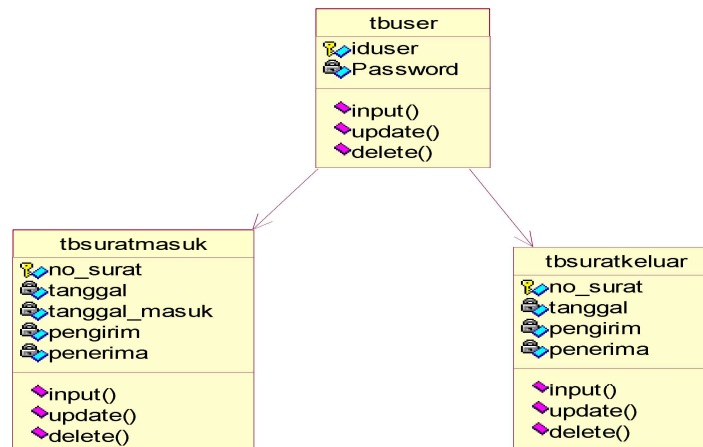 tbuser
iduser
Password
input()
update()
delete()
tbsuratmasuk
no_surat
tanggal
tanggal_masuk
pengirim
penerima
input()
update()
delete()
tbsuratkeluar
no_surat
tanggal
pengirim
penerima
input()
update()
delete()